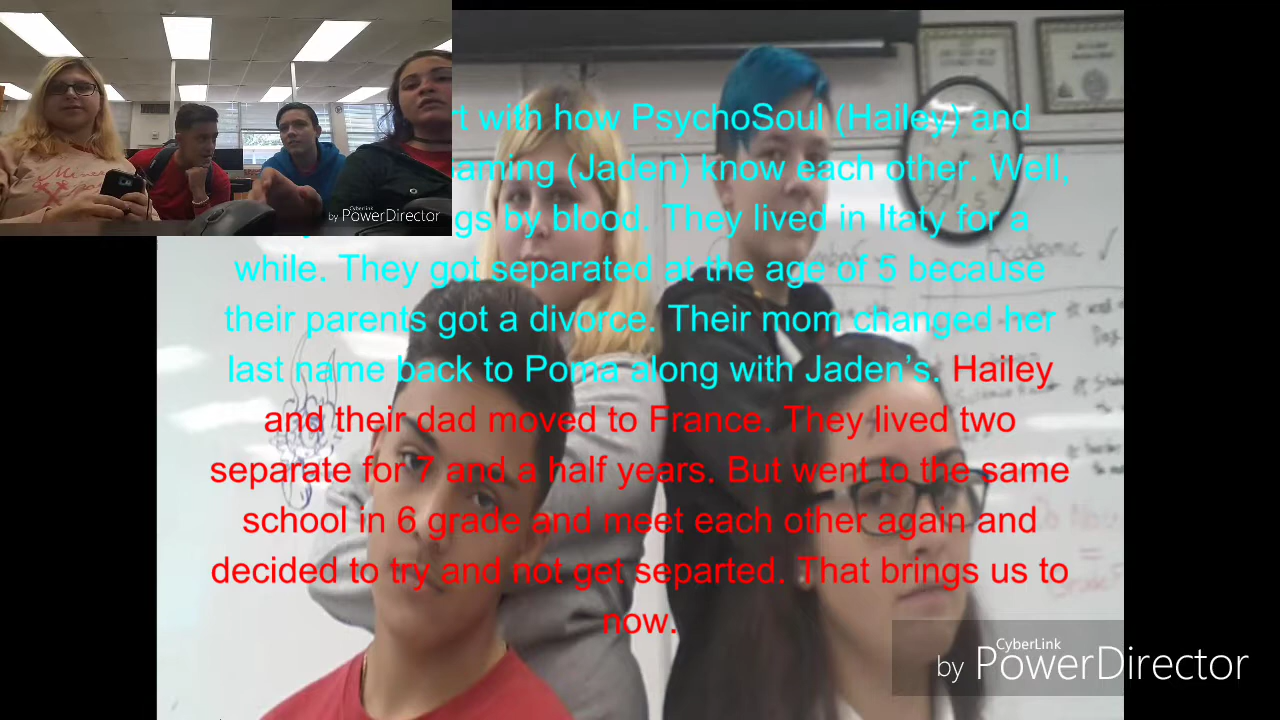 rt with how PsychoSoul (Hailey) and
aming (Jaden) know each other. Well,
gs by blood. They lived in Itaty for a
while. They got separated at the age of 5 because
their parents got a divorce. Their mom changed her
last name back to Poma along with Jaden's. Hailey
and their dad moved to France. They lived two
separate for 7 and a half years. But went to the same
school in 6 grade and meet each other again and
decided to try and not get separted. That brings us to
now.
CyberLink
by PowerDirector
CyberLink
by PowerDirector
Academic